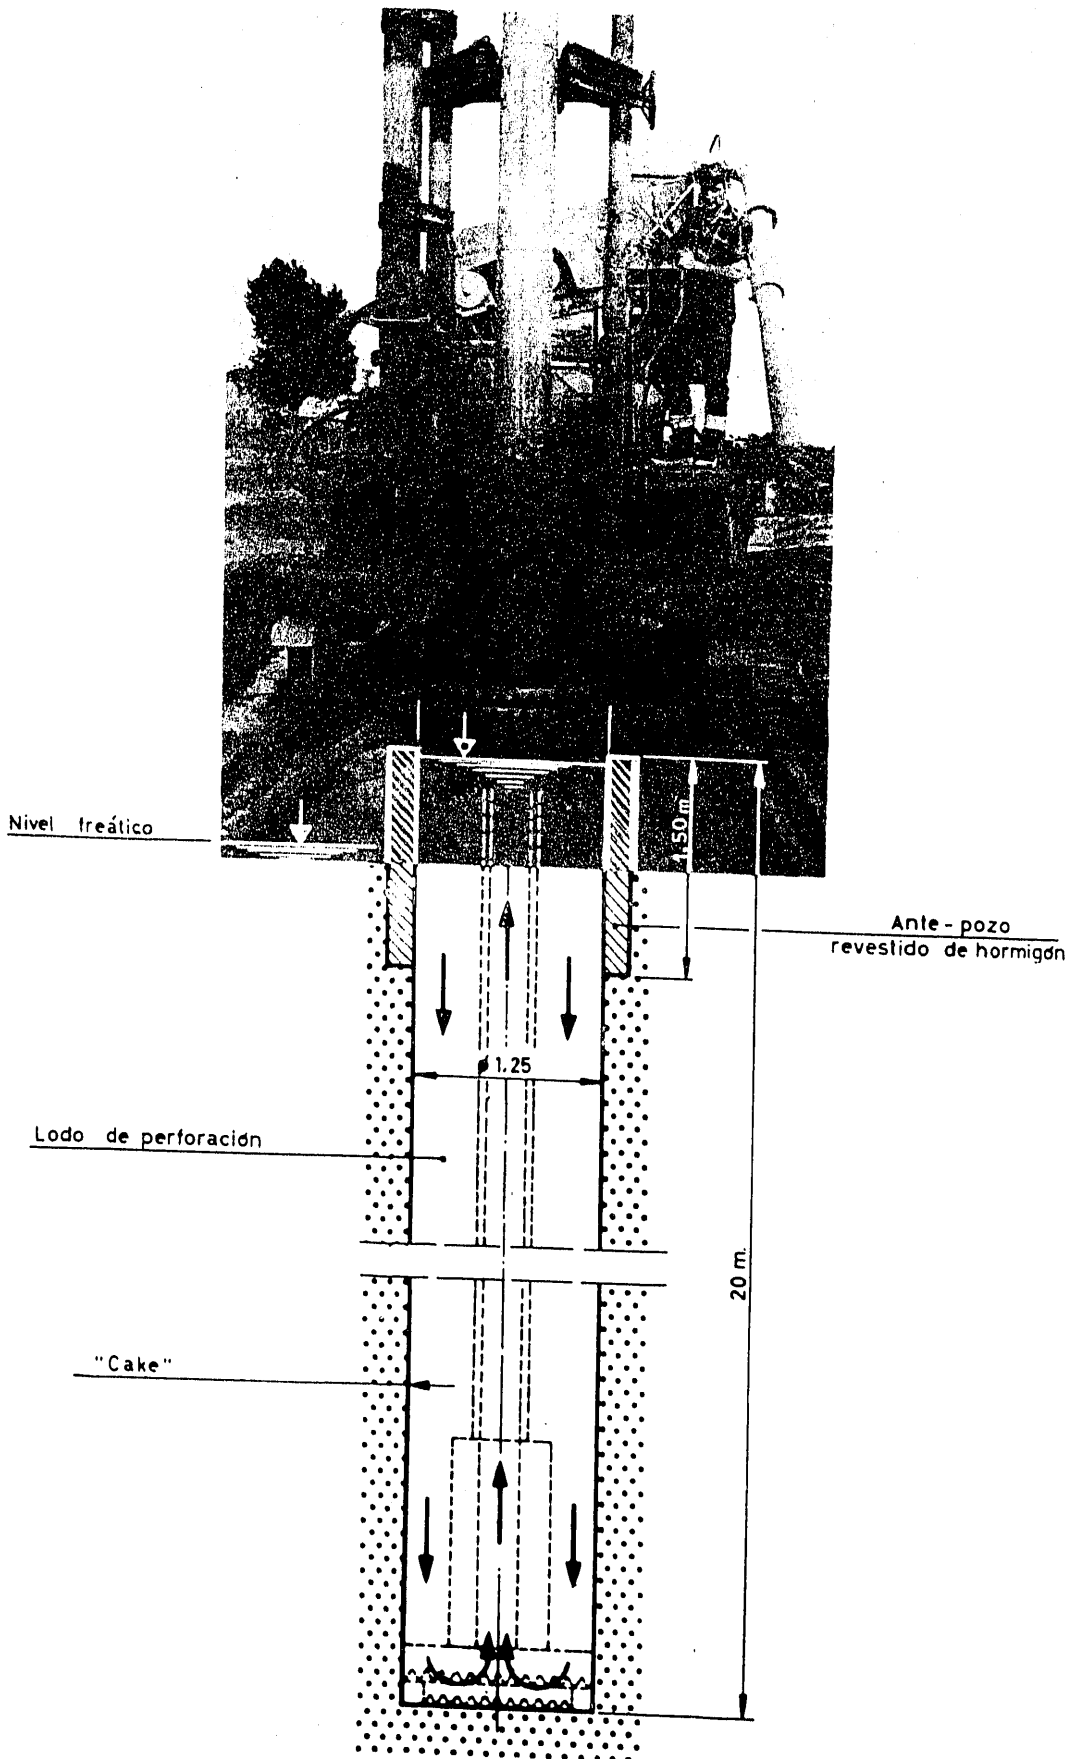 Nivel freático
1.50 m
Ante-pozo
revestido de hormigón
ø 1.25
Lodo de perforación
20 m.
"Cake"